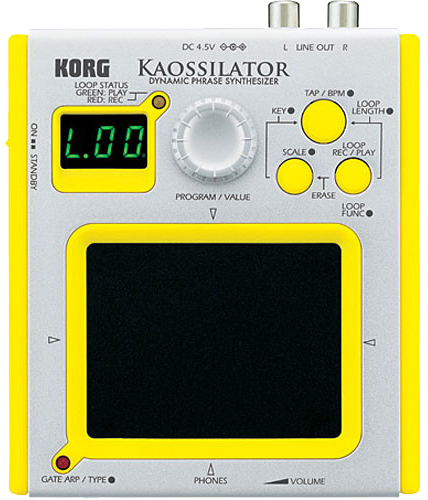 DC 4.5V
L LINE OUT R
KORG
KAOSSILATOR
DYNAMIC PHRASE SYNTHESIZER
LOOP STATUS
GREEN: PLAY
RED: REC
TAP / BPM
KEY
LOOP
LENGTH
L.00.
ON
STANDBY
SCALE
LOOP
REC / PLAY
ERASE
PROGRAM / VALUE
LOOP
FUNC
GATE ARP / TYPE
PHONES
VOLUME